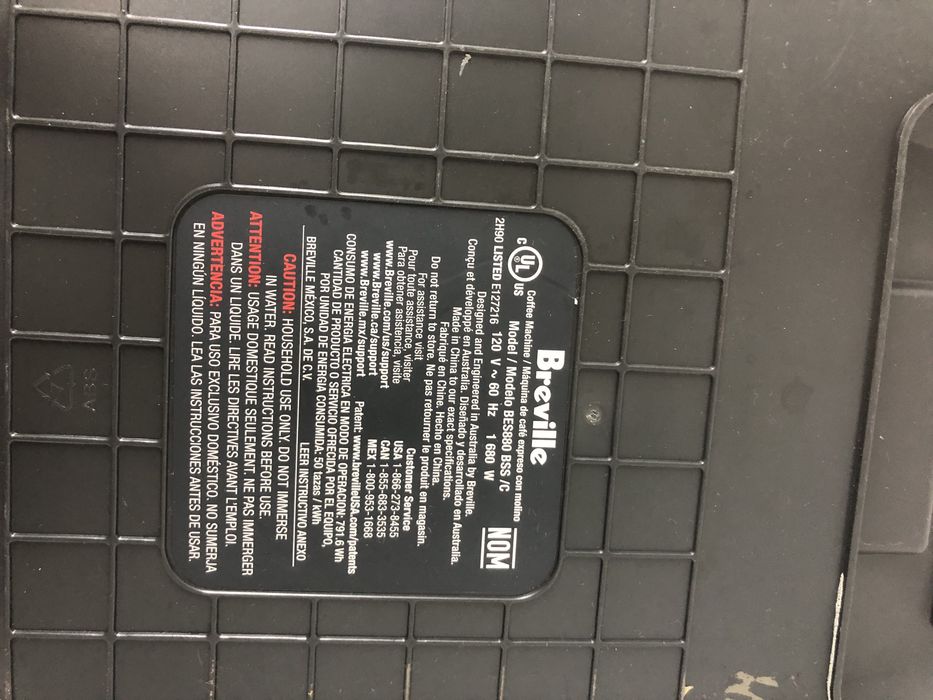 Breville
Coffee Machine / Máquina de café expreso con molino
Model / Modelo BES880 BSS /C
120 V ~ 60 Hz 1 680 W
C UL US
2H90 LISTED E127216
NOM
Designed and Engineered in Australia by Breville.
Conçu et développé en Australia. Diseñado y desarrollado en Australia.
Made in China to our exact specifications.
Fabriqué en Chine. Hecho en China.
Do not return to store. Ne pas retourner le produit en magasin.
For assistance visit
Pour toute assistance, visiter
Para obtener asistencia, visite
www.Breville.com/us/support
www.Breville.ca/support
www.Breville.mx/support
Customer Service
USA 1-866-273-8455
CAN 1-855-683-3535
MEX 1-800-953-1668
Patent: www.brevilleUSA.com/patents
CONSUMO DE ENERGÍA ELÉCTRICA EN MODO DE OPERACION: 791.6 Wh
CANTIDAD DE PRODUCTO O SERVICIO OFRECIDA POR EL EQUIPO,
POR UNIDAD DE ENERGÍA CONSUMIDA: 50 tazas / kWh
BREVILLE MÉXICO, S.A. DE C.V. LEER INSTRUCTIVO ANEXO
CAUTION: HOUSEHOLD USE ONLY. DO NOT IMMERSE
IN WATER. READ INSTRUCTIONS BEFORE USE.
ATTENTION: USAGE DOMESTIQUE SEULEMENT. NE PAS IMMERGER
DANS UN LIQUIDE. LIRE LES DIRECTIVES AVANT L'EMPLOI.
ADVERTENCIA: PARA USO EXCLUSIVO DOMÉSTICO. NO SUMERJA
EN NINGÚN LÍQUIDO. LEA LAS INSTRUCCIONES ANTES DE USAR.